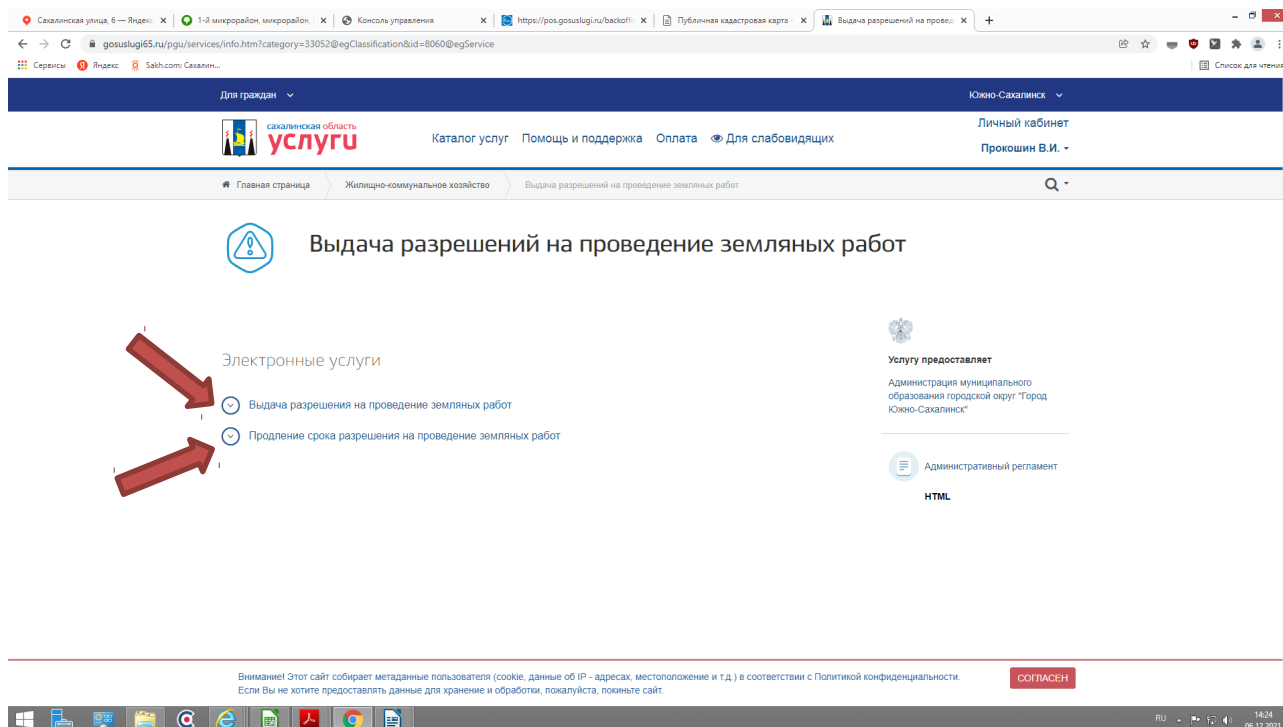 Сахалинская улица, 6 — Яндекс
1-й микрорайон, микрорайон,
Консоль управления
https://pos.gosuslugi.ru/backoffi
Публичная кадастровая карта -
Выдача разрешений на провед
gosuslugi65.ru/pgu/services/info.htm?category=33052@egClassification&id=8060@egService
Сервисы
Яндекс
Sakh.com: Сахалин...
Список для чтения
Для граждан
Южно-Сахалинск
сахалинская область
услуги
Каталог услуг
Помощь и поддержка
Оплата
Для слабовидящих
Личный кабинет
Прокошин В.И.
Главная страница
Жилищно-коммунальное хозяйство
Выдача разрешений на проведение земляных работ
Выдача разрешений на проведение земляных работ
Электронные услуги
Выдача разрешения на проведение земляных работ
Продление срока разрешения на проведение земляных работ
Услугу предоставляет
Администрация муниципального
образования городской округ "Город
Южно-Сахалинск"
Административный регламент
HTML
Внимание! Этот сайт собирает метаданные пользователя (cookie, данные об IP - адресах, местоположение и т.д.) в соответствии с Политикой конфиденциальности.
Если Вы не хотите предоставлять данные для хранение и обработки, пожалуйста, покиньте сайт.
СОГЛАСЕН
RU
14:24
06.12.2021